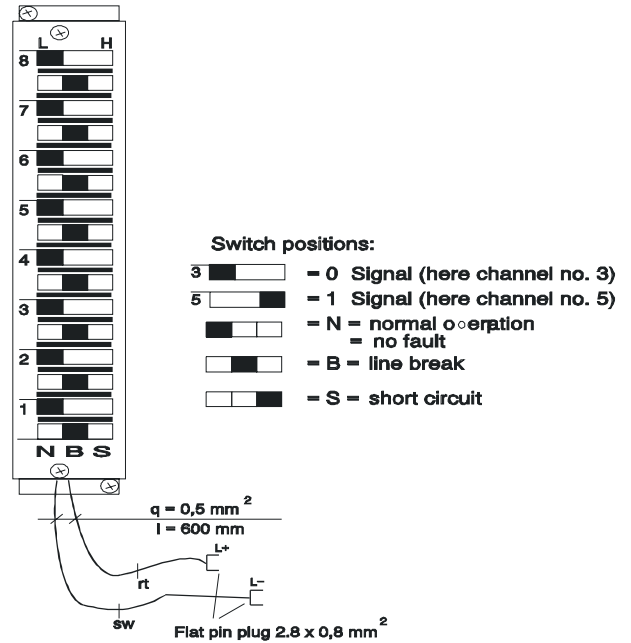 L H
8
7
6
5
4
3
2
1
N B S
Switch positions:
3 = 0 Signal (here channel no. 3)
5 = 1 Signal (here channel no. 5)
= N = normal o○eration
= no fault
= B = line break
= S = short circuit
q = 0,5 mm²
l = 600 mm
L+
rt
L–
sw
Flat pin plug 2.8 x 0,8 mm²